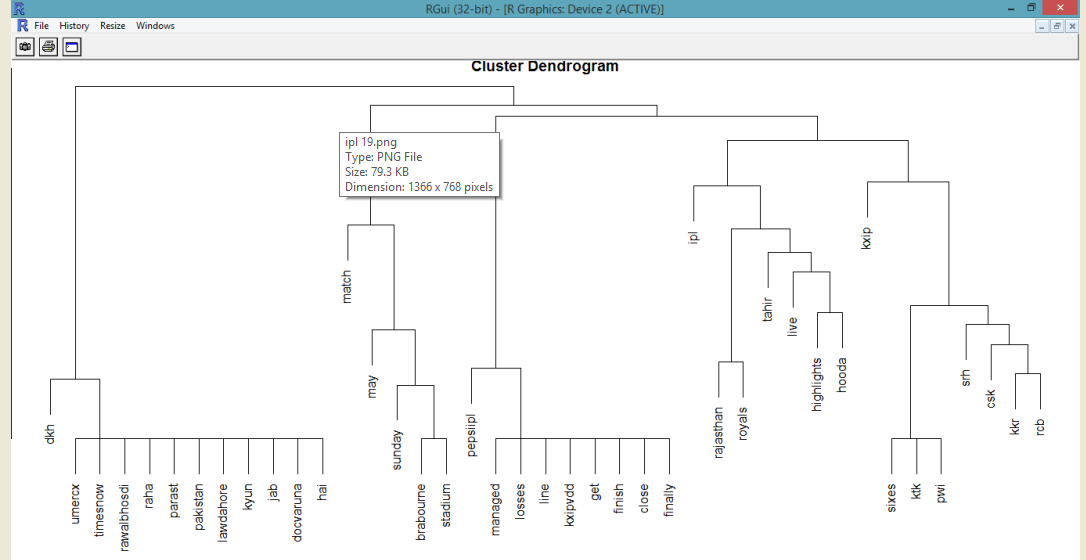 RGui (32-bit) - [R Graphics: Device 2 (ACTIVE)]
File History Resize Windows
Cluster Dendrogram
ipl 19.png
Type: PNG File
Size: 79.3 KB
Dimension: 1366 x 768 pixels
dkh
umercx
timesnow
rawalbhosdi
raha
parast
pakistan
lawdahore
kyun
jab
docvaruna
hai
match
may
sunday
brabourne
stadium
pepsiipl
managed
losses
line
kxipvdd
get
finish
close
finally
ipl
rajasthan
royals
tahir
live
highlights
hooda
kxip
sixes
ktk
pwi
srh
csk
kkr
rcb